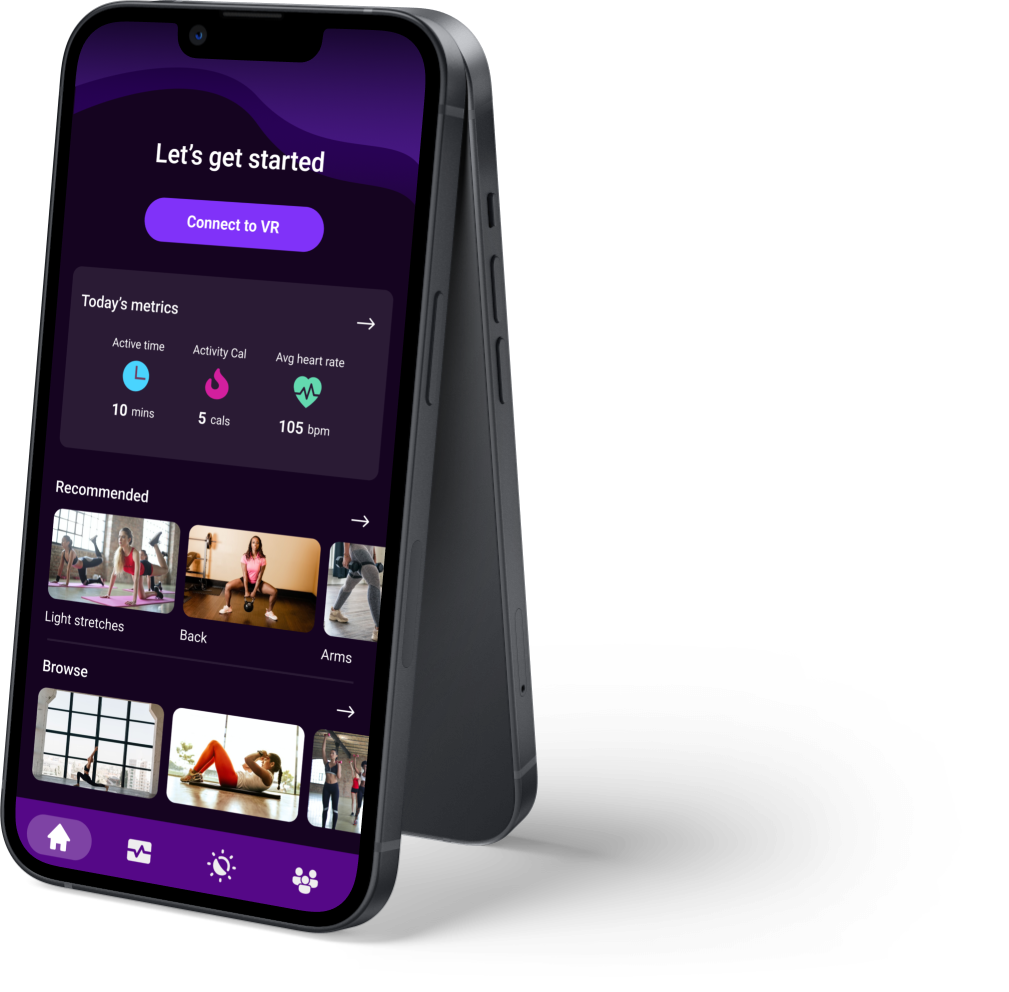 Let's get started
Connect to VR
Today's metrics
Active time
Activity Cal
Avg heart rate
10 mins
5 cals
105 bpm
Recommended
Light stretches
Back
Arms
Browse